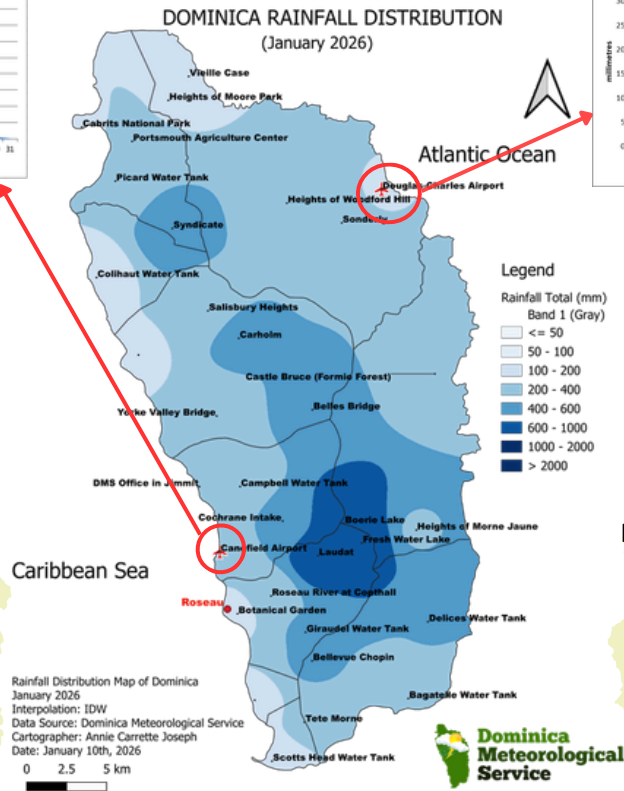 DOMINICA RAINFALL DISTRIBUTION
(January 2026)
30
25
20
15
10
5
0
millimetres
31
Vieille Case
Heights of Moore Park
Cabrits National Park
Portsmouth Agriculture Center
Atlantic Ocean
Picard Water Tank
Douglas Charles Airport
Heights of Woodford Hill
Syndicate
Colihaut Water Tank
Legend
Rainfall Total (mm)
Band 1 (Gray)
<= 50
50 - 100
100 - 200
200 - 400
400 - 600
600 - 1000
1000 - 2000
> 2000
Salisbury Heights
Carholm
Castle Bruce (Formie Forest)
Belles Bridge
Yorke Valley Bridge
DMS Office in Jimmit
Campbell Water Tank
Cochrane Intake
Boerie Lake
Heights of Morne Jaune
Fresh Water Lake
Canefield Airport
Laudat
Caribbean Sea
Roseau River at Copthall
Roseau
Botanical Garden
Delices Water Tank
Giraudel Water Tank
Bellevue Chopin
Bagatelle Water Tank
Tete Morne
Scotts Head Water Tank
Rainfall Distribution Map of Dominica
January 2026
Interpolation: IDW
Data Source: Dominica Meteorological Service
Cartographer: Annie Carrette Joseph
Date: January 10th, 2026
0 2.5 5 km
Dominica
Meteorological
Service